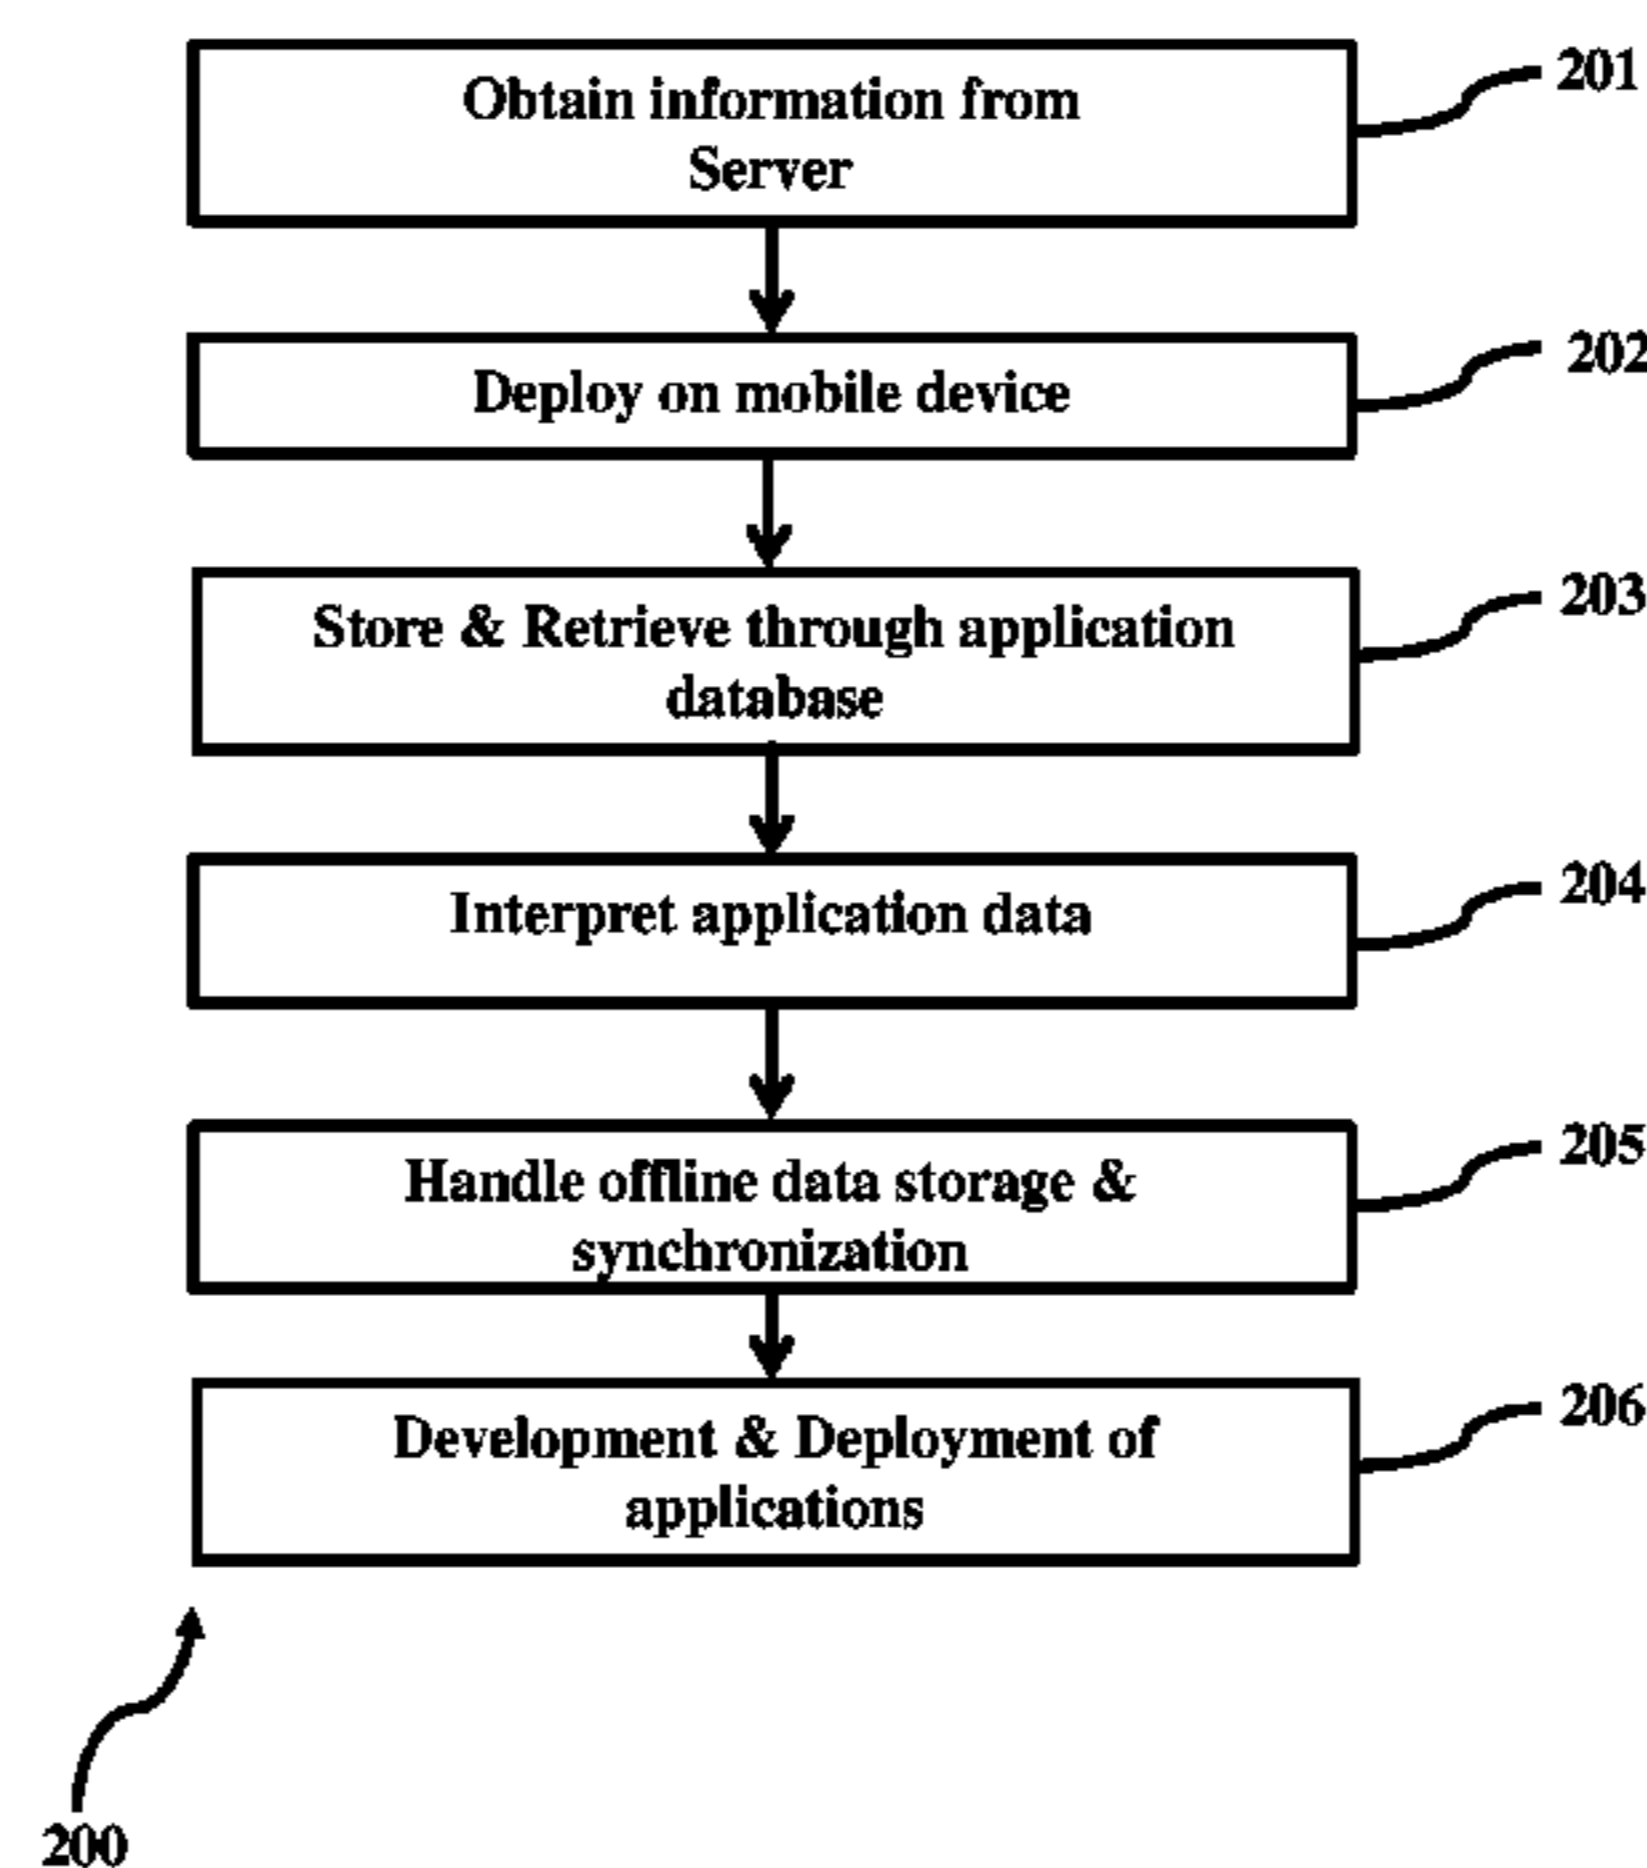 Obtain information from
Server
201
Deploy on mobile device
202
Store & Retrieve through application
database
203
Interpret application data
204
Handle offline data storage &
synchronization
205
Development & Deployment of
applications
206
200